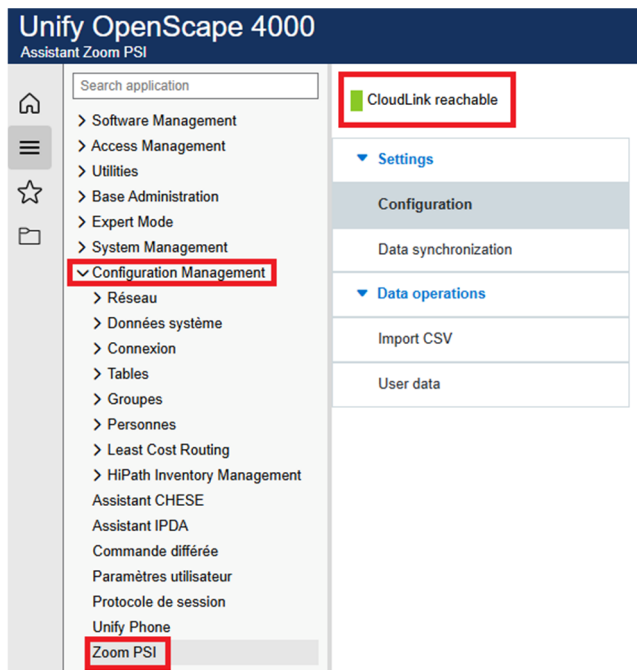 Unify OpenScape 4000
Assistant Zoom PSI
Search application
Software Management
Access Management
Utilities
Base Administration
Expert Mode
System Management
Configuration Management
Réseau
Données système
Connexion
Tables
Groupes
Personnes
Least Cost Routing
HiPath Inventory Management
Assistant CHESE
Assistant IPDA
Commande différée
Paramètres utilisateur
Protocole de session
Unify Phone
Zoom PSI
CloudLink reachable
Settings
Configuration
Data synchronization
Data operations
Import CSV
User data